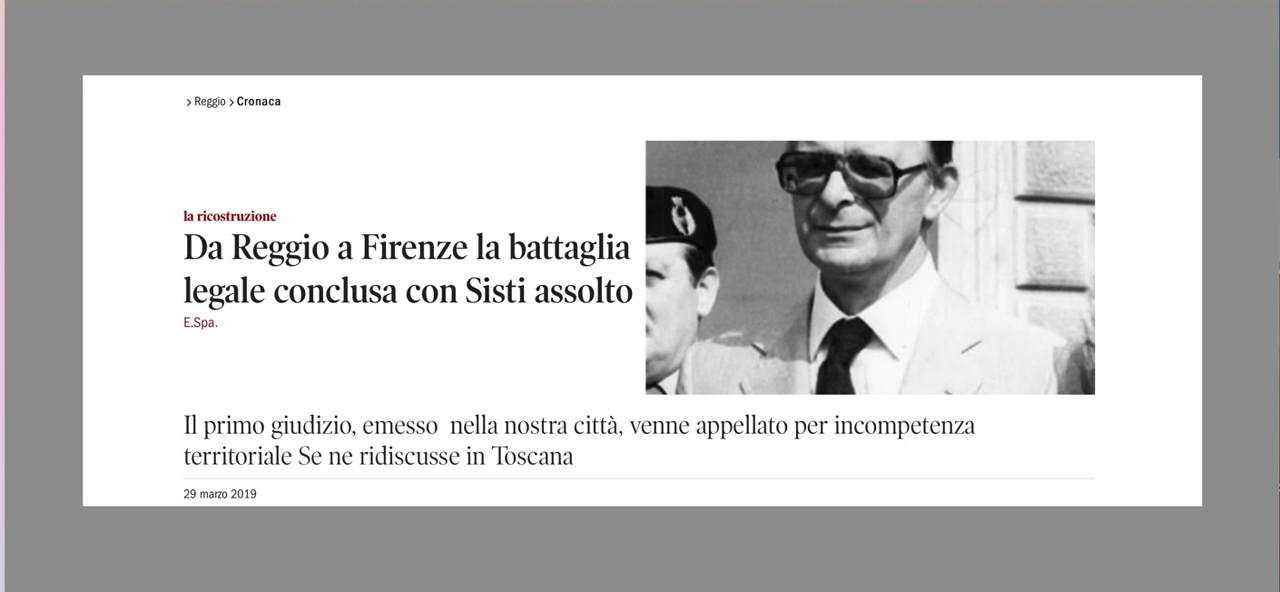 › Reggio › Cronaca
la ricostruzione
Da Reggio a Firenze la battaglia
legale conclusa con Sisti assolto
E.Spa.
Il primo giudizio, emesso  nella nostra città, venne appellato per incompetenza
territoriale Se ne ridiscusse in Toscana
29 marzo 2019